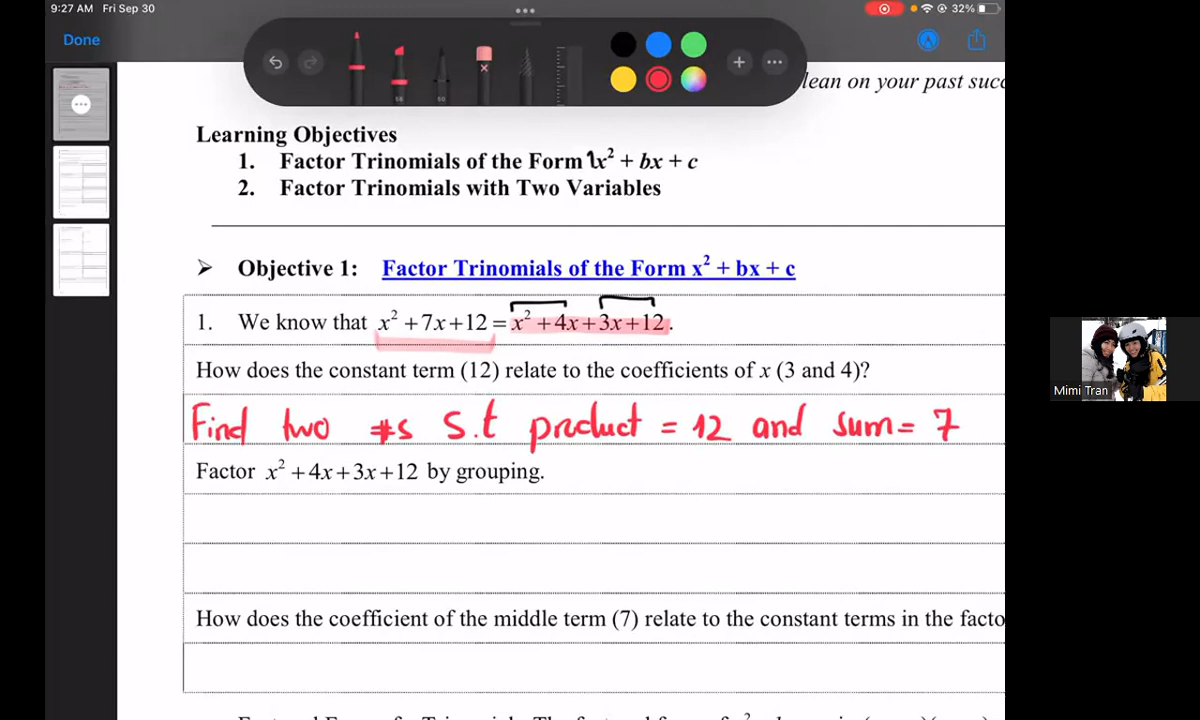 9:27 AM Fri Sep 30
32%
Done
lean on your past succ
Learning Objectives
1. Factor Trinomials of the Form 1x² + bx + c
2. Factor Trinomials with Two Variables
➤ Objective 1: Factor Trinomials of the Form x² + bx + c
1. We know that x² +7x+12 = x² +4x+3x+12.
How does the constant term (12) relate to the coefficients of x (3 and 4)?
Find two #s s.t product = 12 and sum = 7
Factor x² +4x+3x+12 by grouping.
How does the coefficient of the middle term (7) relate to the constant terms in the facto
Mimi Tran